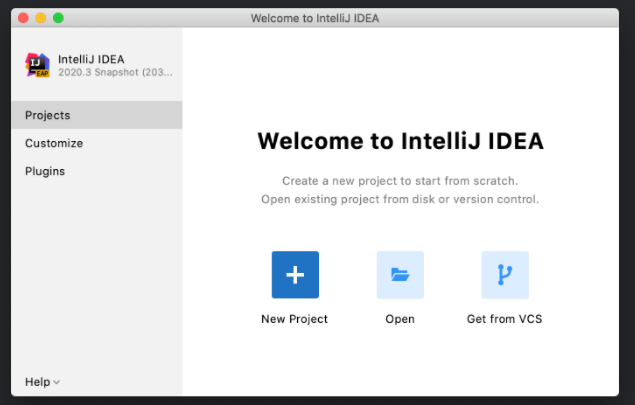 Welcome to IntelliJ IDEA
IJ
EAP
IntelliJ IDEA
2020.3 Snapshot (203...
Projects
Customize
Plugins
Welcome to IntelliJ IDEA
Create a new project to start from scratch.
Open existing project from disk or version control.
New Project
Open
Get from VCS
Help